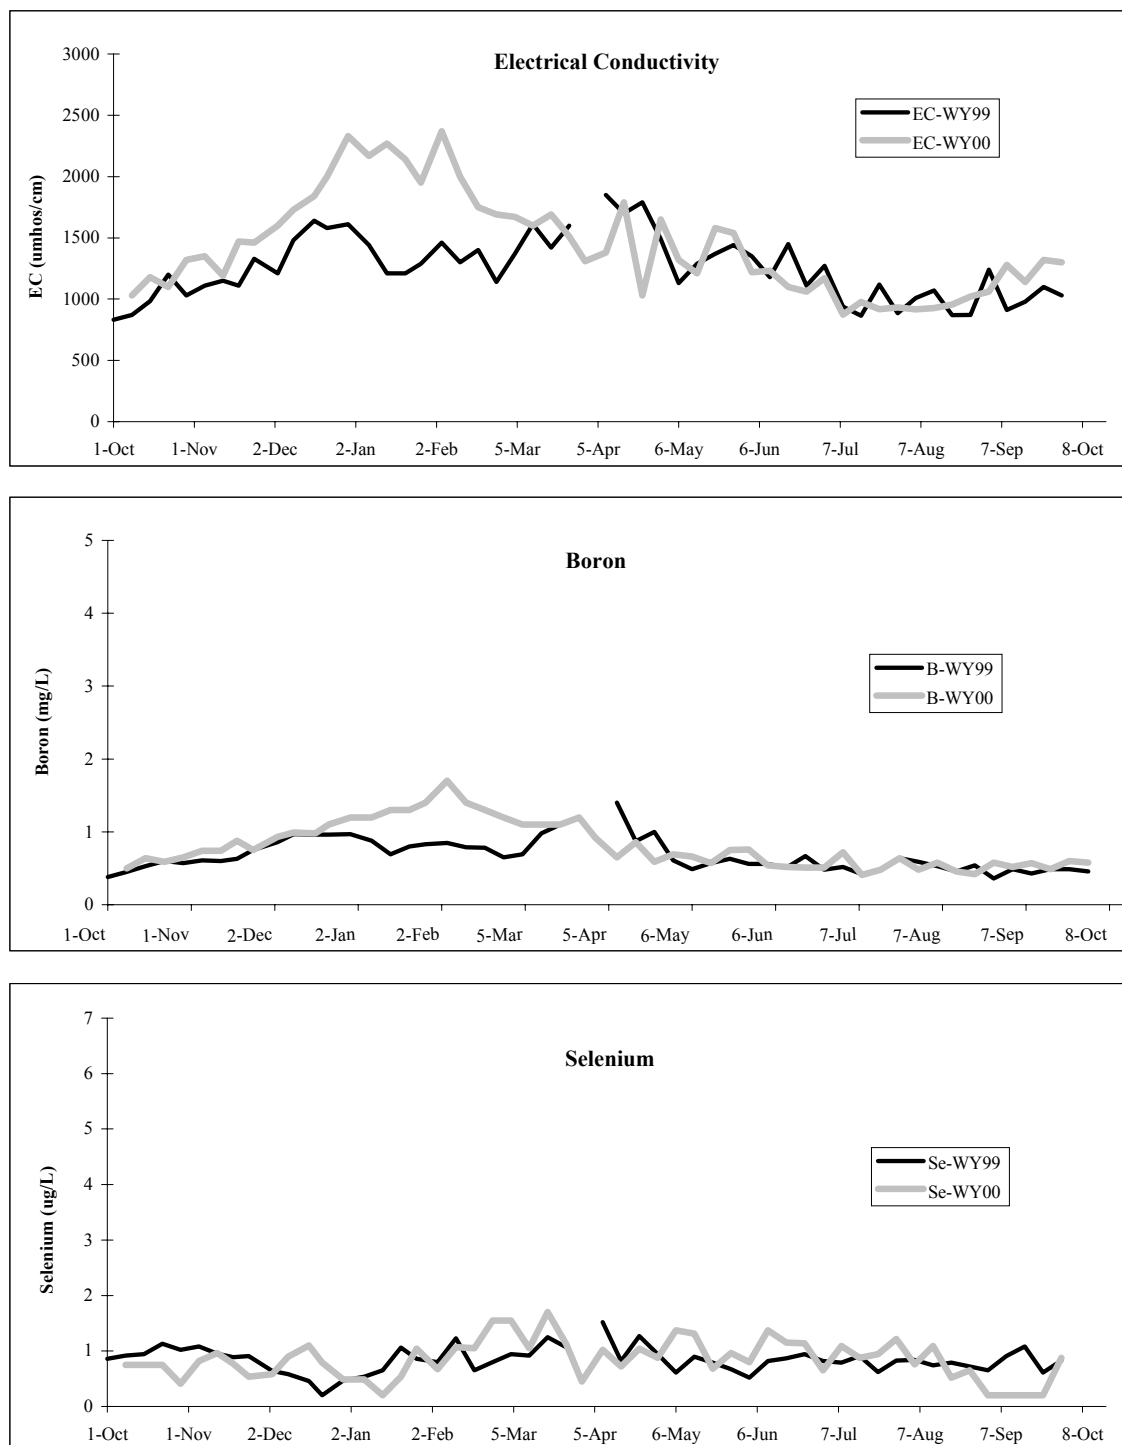 Electrical Conductivity
EC (umhos/cm)
3000
2500
2000
1500
1000
500
0
EC-WY99
EC-WY00
1-Oct 1-Nov 2-Dec 2-Jan 2-Feb 5-Mar 5-Apr 6-May 6-Jun 7-Jul 7-Aug 7-Sep 8-Oct
Boron
Boron (mg/L)
5
4
3
2
1
0
B-WY99
B-WY00
1-Oct 1-Nov 2-Dec 2-Jan 2-Feb 5-Mar 5-Apr 6-May 6-Jun 7-Jul 7-Aug 7-Sep 8-Oct
Selenium
Selenium (ug/L)
7
6
5
4
3
2
1
0
Se-WY99
Se-WY00
1-Oct 1-Nov 2-Dec 2-Jan 2-Feb 5-Mar 5-Apr 6-May 6-Jun 7-Jul 7-Aug 7-Sep 8-Oct